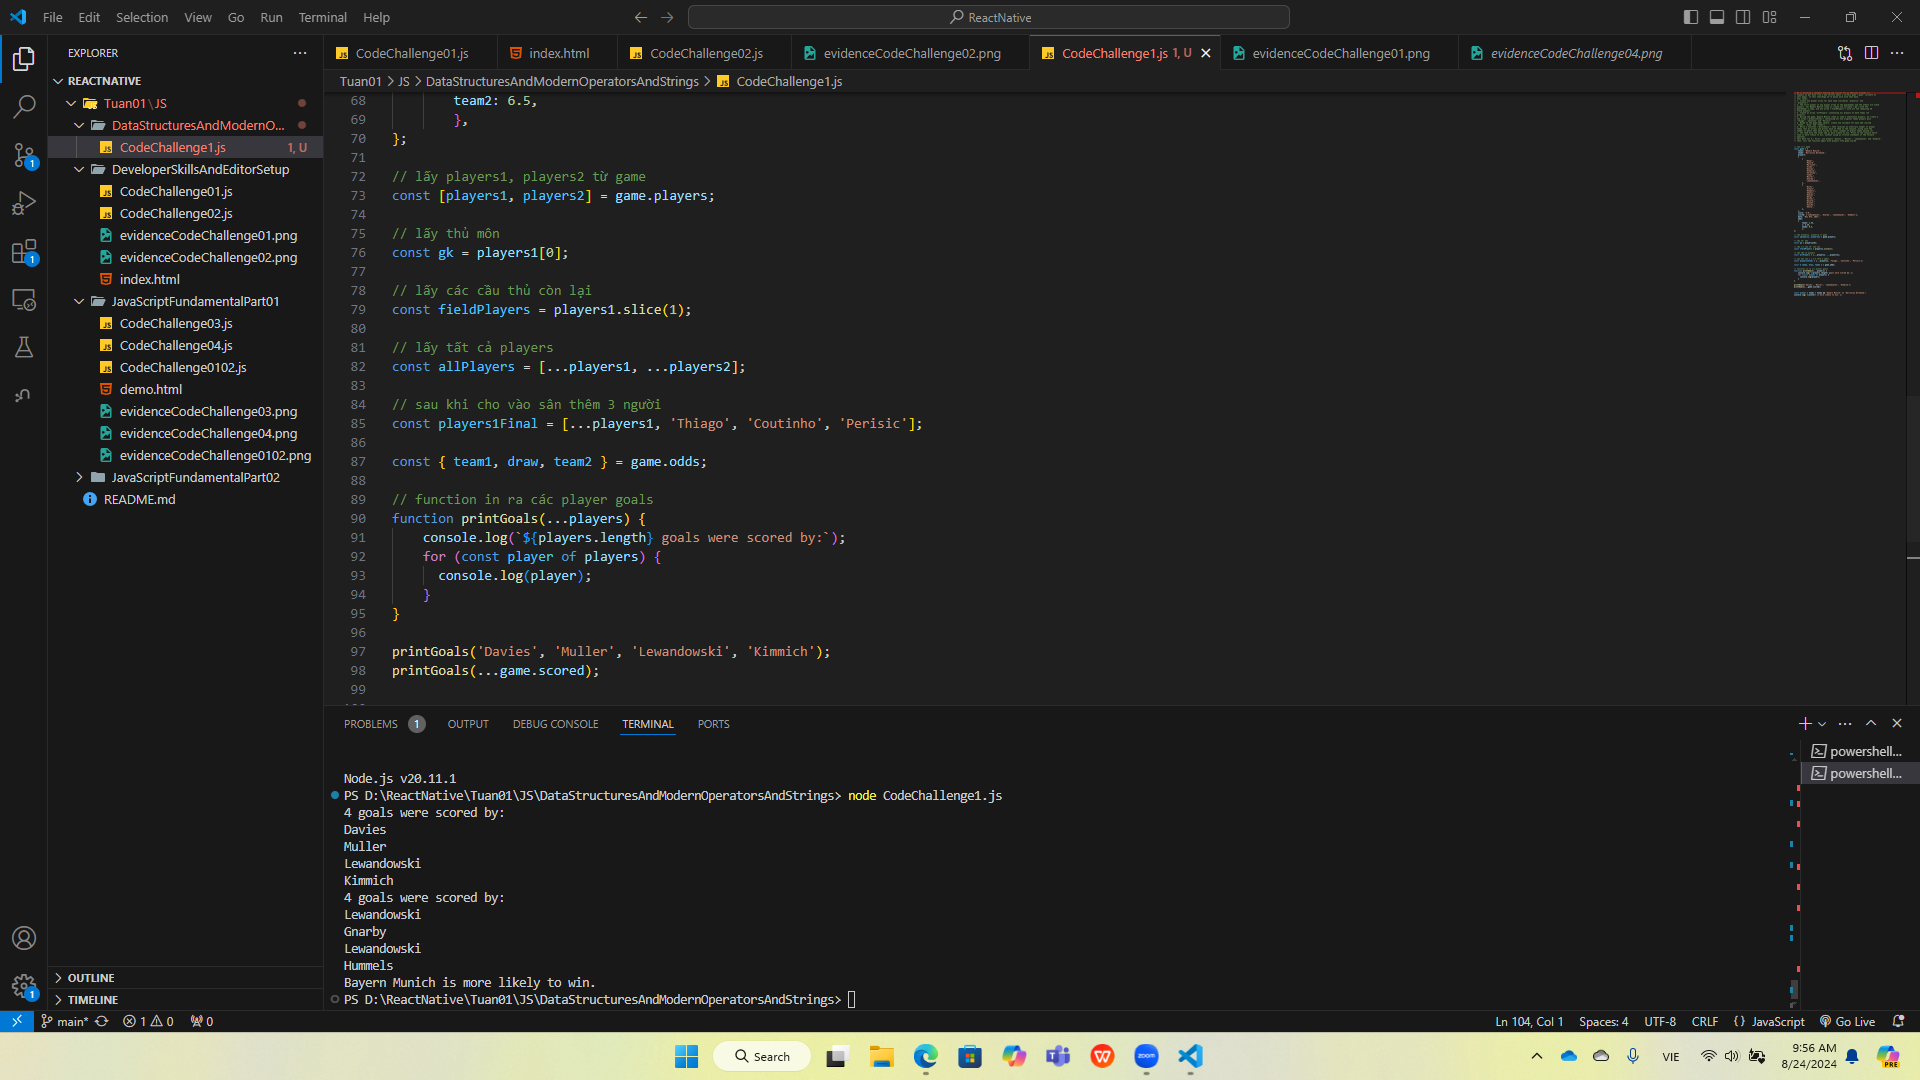 File Edit Selection View Go Run Terminal Help
ReactNative
EXPLORER
REACTNATIVE
Tuan01\JS
DataStructuresAndModernO...
CodeChallenge1.js 1, U
DeveloperSkillsAndEditorSetup
CodeChallenge01.js
CodeChallenge02.js
evidenceCodeChallenge01.png
evidenceCodeChallenge02.png
index.html
JavaScriptFundamentalPart01
CodeChallenge03.js
CodeChallenge04.js
CodeChallenge0102.js
demo.html
evidenceCodeChallenge03.png
evidenceCodeChallenge04.png
evidenceCodeChallenge0102.png
JavaScriptFundamentalPart02
README.md
OUTLINE
TIMELINE
CodeChallenge01.js index.html CodeChallenge02.js evidenceCodeChallenge02.png CodeChallenge1.js 1, U evidenceCodeChallenge01.png evidenceCodeChallenge04.png
Tuan01 > JS > DataStructuresAndModernOperatorsAndStrings > CodeChallenge1.js
68 team2: 6.5,
69 },
70 };
71
72 // lấy players1, players2 từ game
73 const [players1, players2] = game.players;
74
75 // lấy thủ môn
76 const gk = players1[0];
77
78 // lấy các cầu thủ còn lại
79 const fieldPlayers = players1.slice(1);
80
81 // lấy tất cả players
82 const allPlayers = [...players1, ...players2];
83
84 // sau khi cho vào sân thêm 3 người
85 const players1Final = [...players1, 'Thiago', 'Coutinho', 'Perisic'];
86
87 const { team1, draw, team2 } = game.odds;
88
89 // function in ra các player goals
90 function printGoals(...players) {
91 console.log(`${players.length} goals were scored by:`);
92 for (const player of players) {
93 console.log(player);
94 }
95 }
96
97 printGoals('Davies', 'Muller', 'Lewandowski', 'Kimmich');
98 printGoals(...game.scored);
99
PROBLEMS 1 OUTPUT DEBUG CONSOLE TERMINAL PORTS
powershell...
powershell...
Node.js v20.11.1
PS D:\ReactNative\Tuan01\JS\DataStructuresAndModernOperatorsAndStrings> node CodeChallenge1.js
4 goals were scored by:
Davies
Muller
Lewandowski
Kimmich
4 goals were scored by:
Lewandowski
Gnarby
Lewandowski
Hummels
Bayern Munich is more likely to win.
PS D:\ReactNative\Tuan01\JS\DataStructuresAndModernOperatorsAndStrings>
main* 1 0 0 Ln 104, Col 1 Spaces: 4 UTF-8 CRLF {} JavaScript Go Live
Search
zoom
VIE
9:56 AM
8/24/2024
PRE